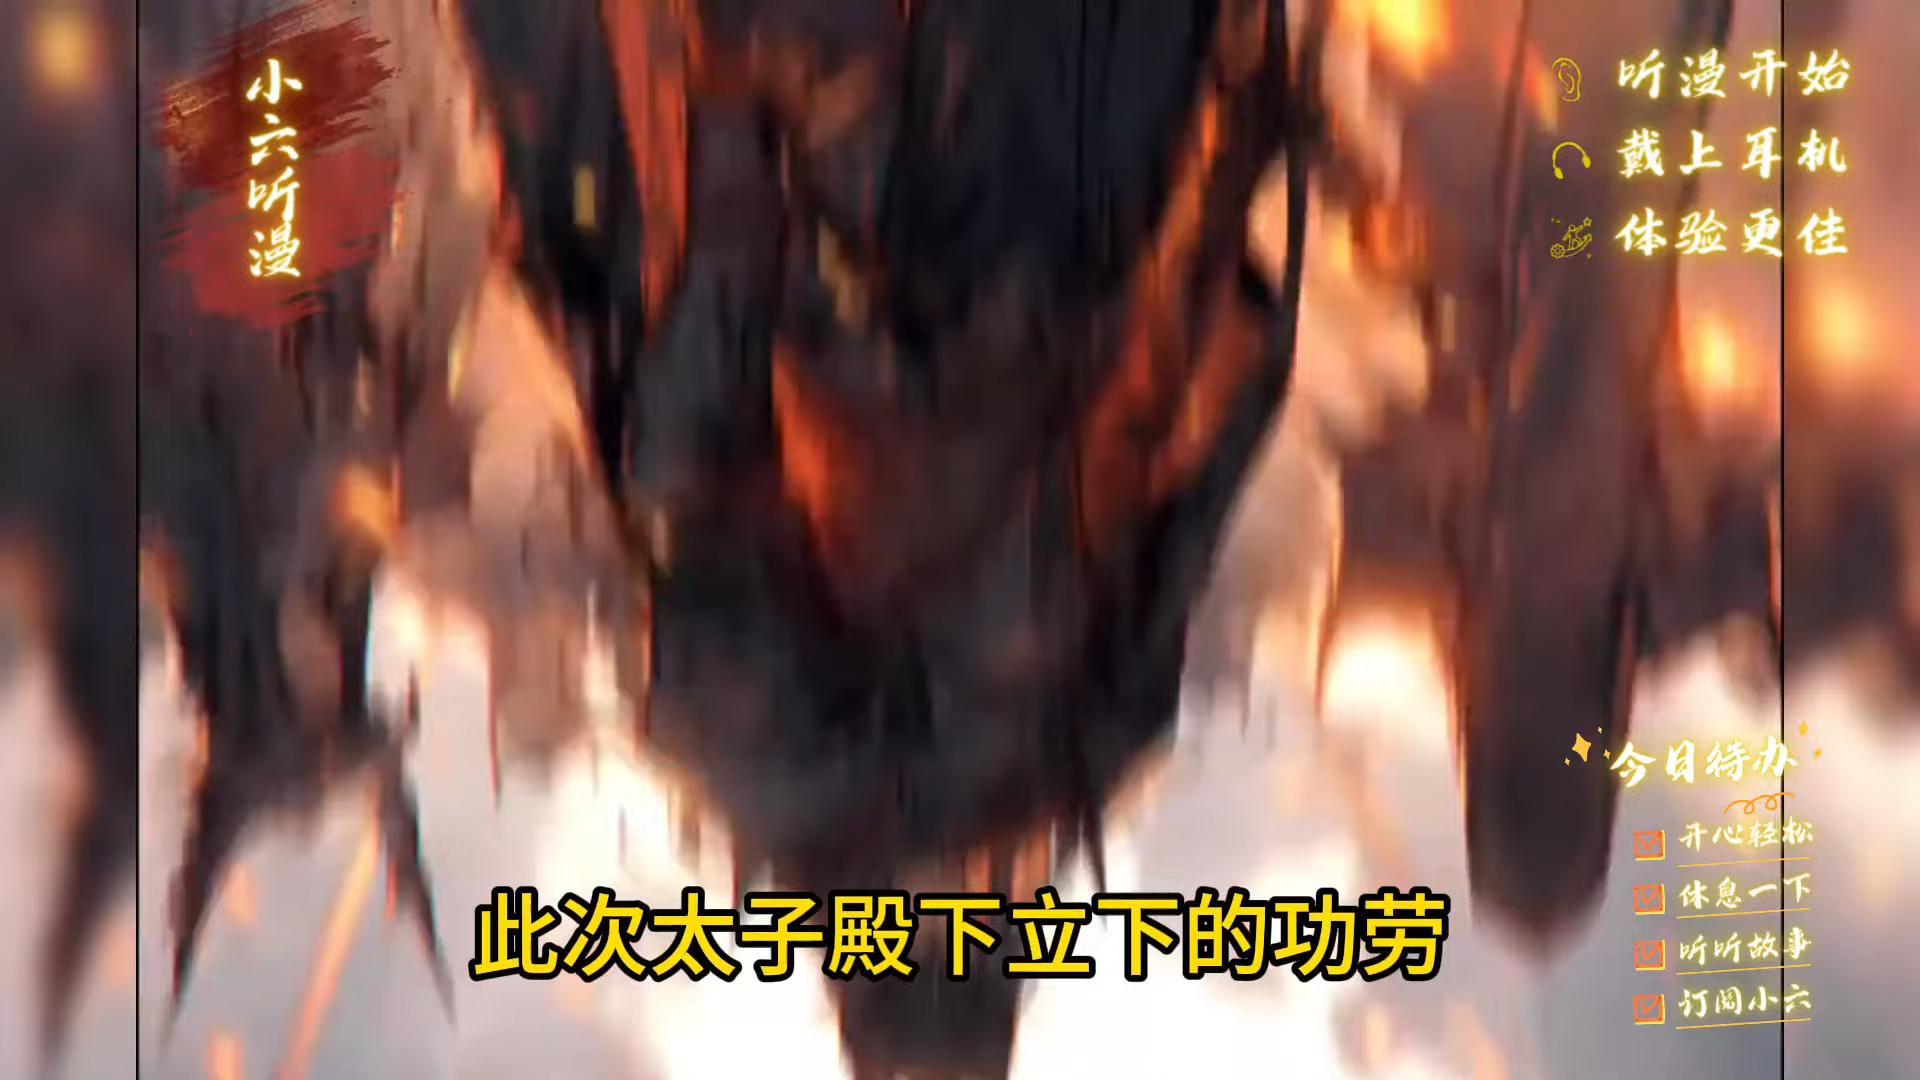 小六听漫
听漫开始
戴上耳机
体验更佳
今日待办
开心轻松
休息一下
听听故事
订阅小六
此次太子殿下立下的功劳